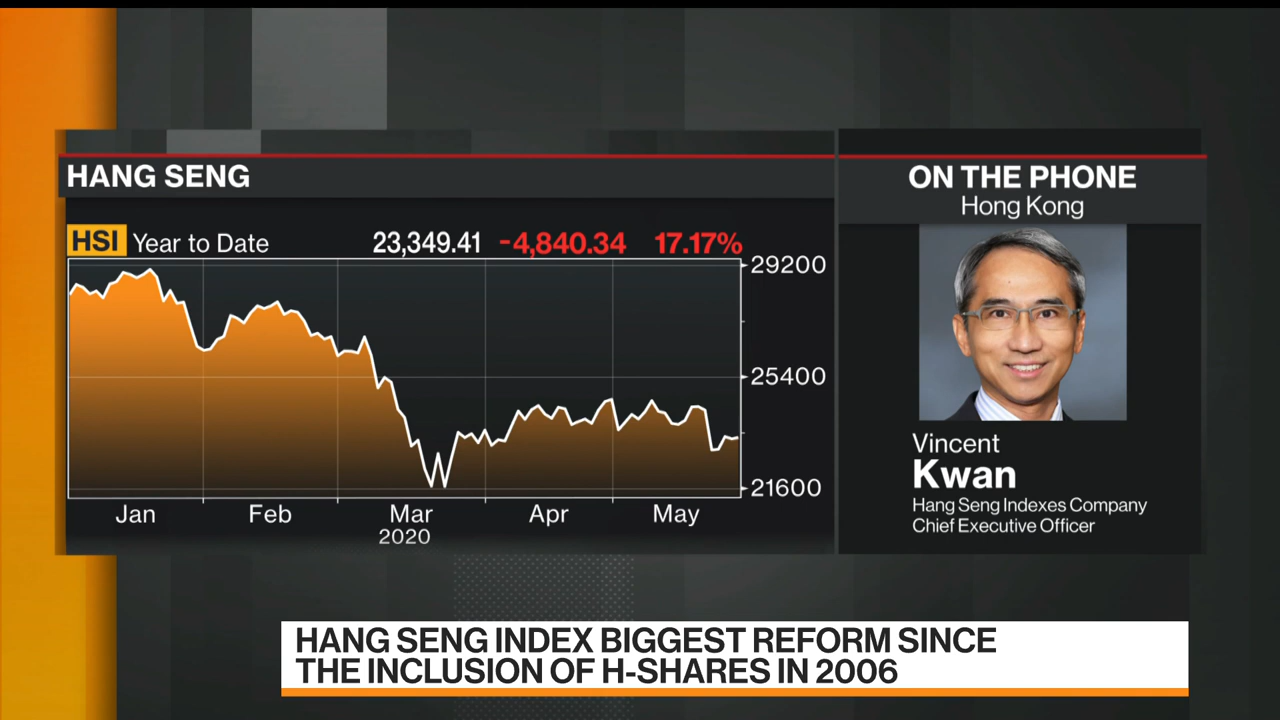 HANG SENG
HSI Year to Date 23,349.41 -4,840.34 17.17%
29200
25400
21600
Jan Feb Mar Apr May
2020
ON THE PHONE
Hong Kong
Vincent
Kwan
Hang Seng Indexes Company
Chief Executive Officer
HANG SENG INDEX BIGGEST REFORM SINCE
THE INCLUSION OF H-SHARES IN 2006